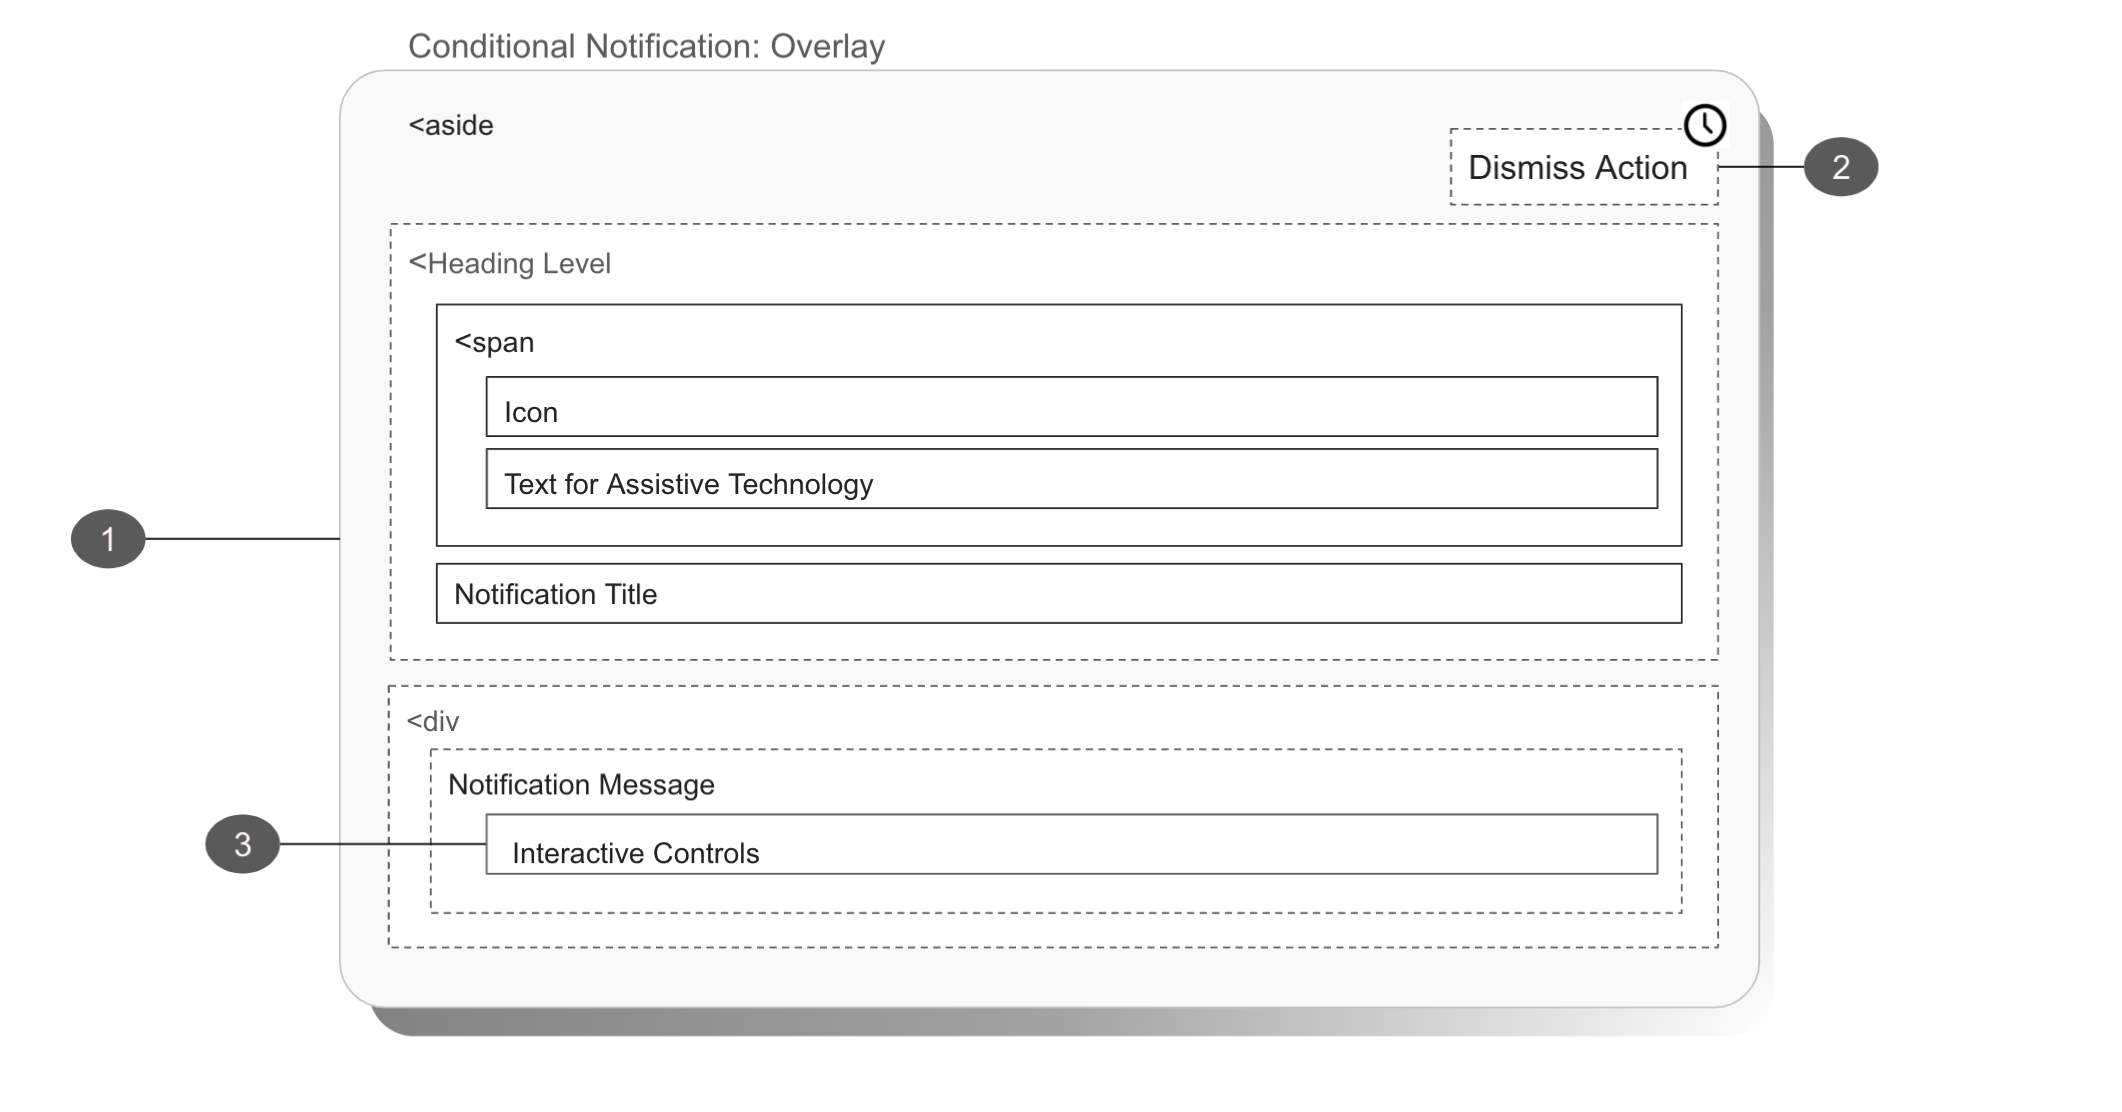 Conditional Notification: Overlay
<aside
Dismiss Action
2
<Heading Level
<span
Icon
Text for Assistive Technology
1
Notification Title
<div
Notification Message
3
Interactive Controls